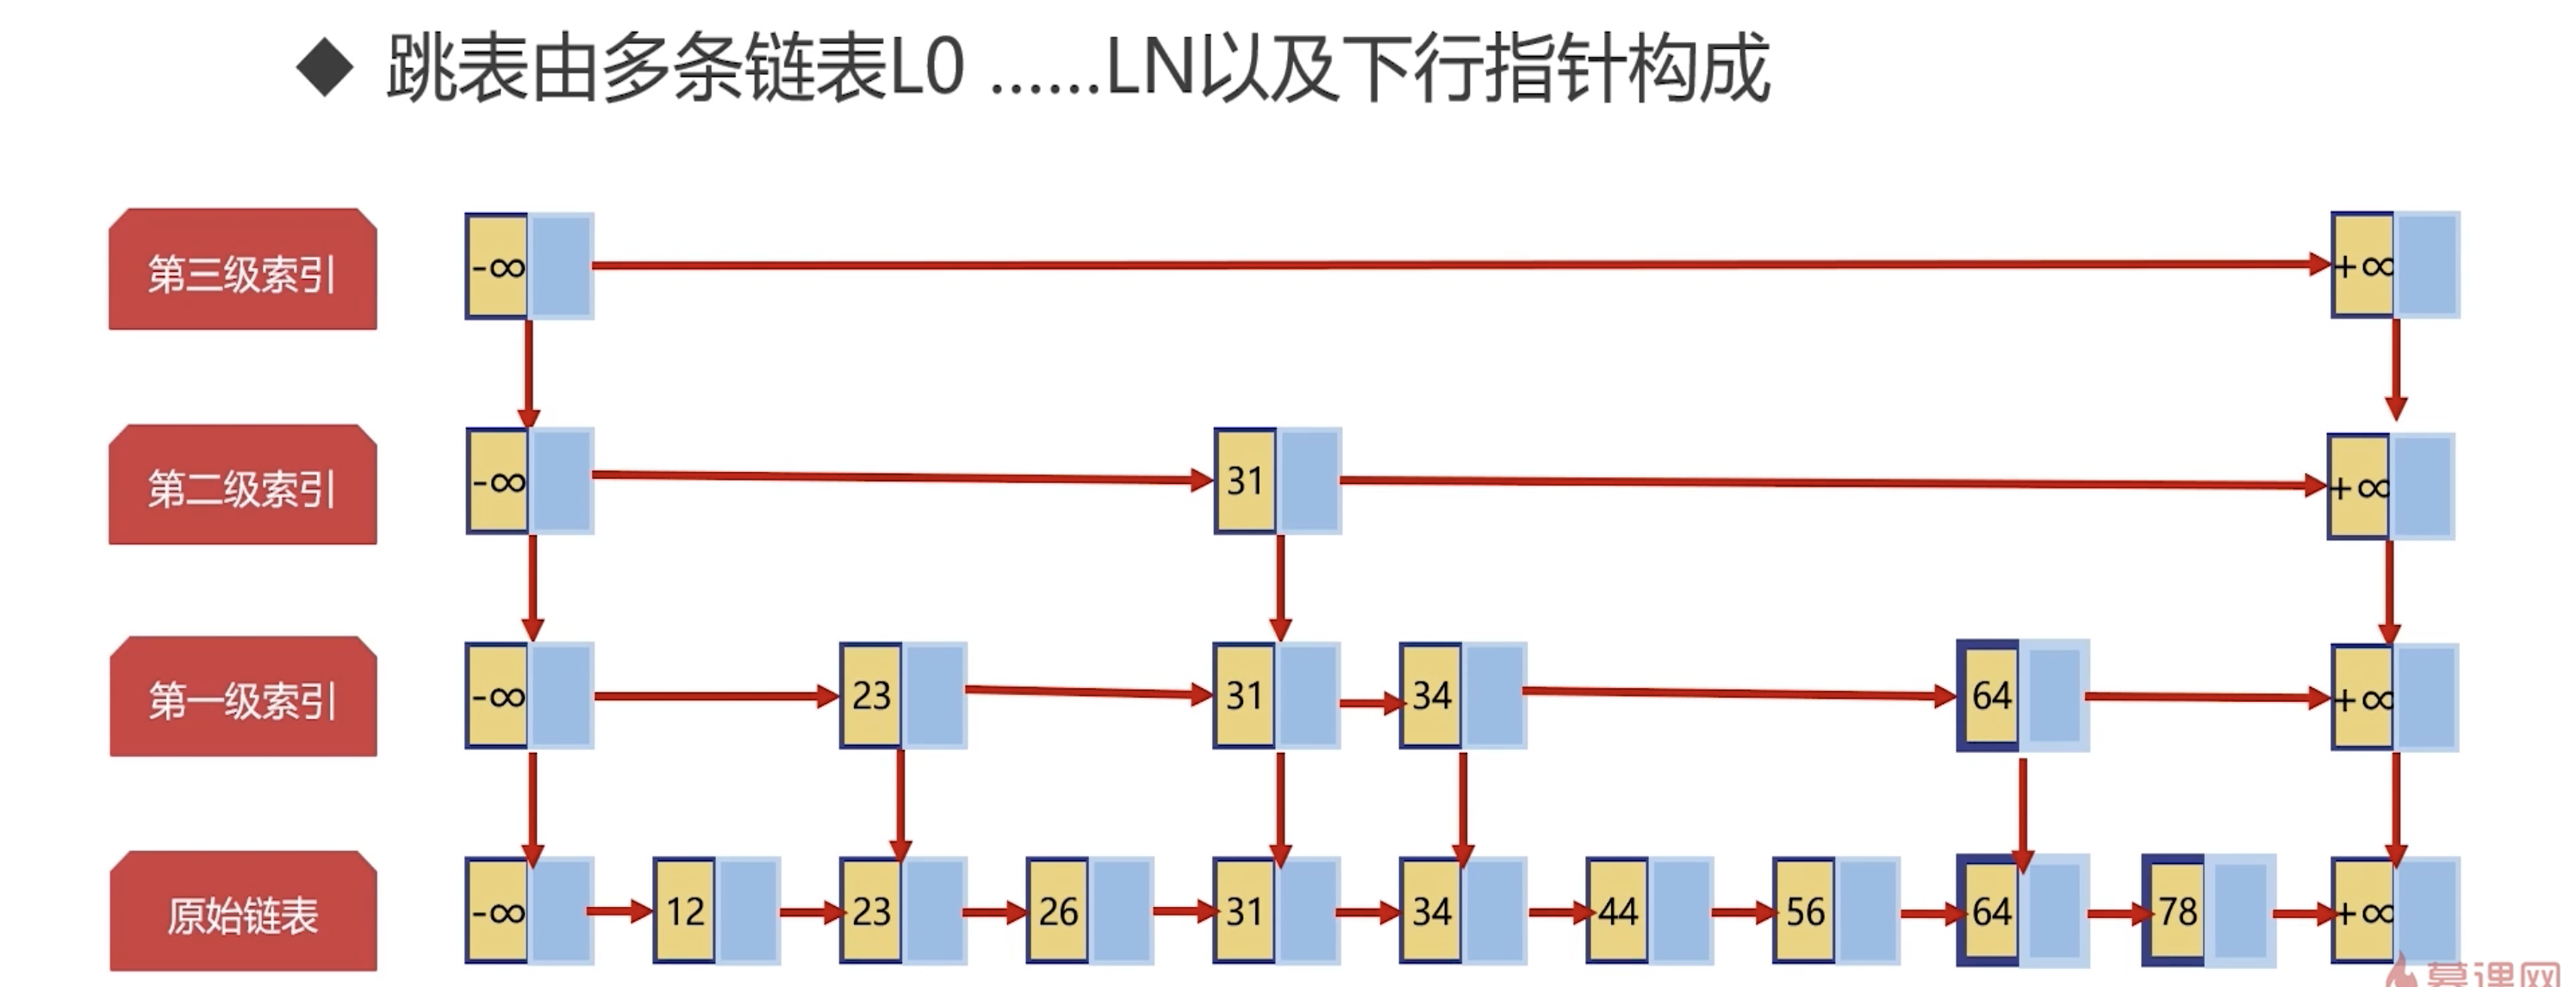 ◆ 跳表由多条链表L0 ......LN以及下行指针构成
第三级索引 -∞ +∞
第二级索引 -∞ 31 +∞
第一级索引 -∞ 23 31 34 64 +∞
原始链表 -∞ 12 23 26 31 34 44 56 64 78 +∞
慕课网